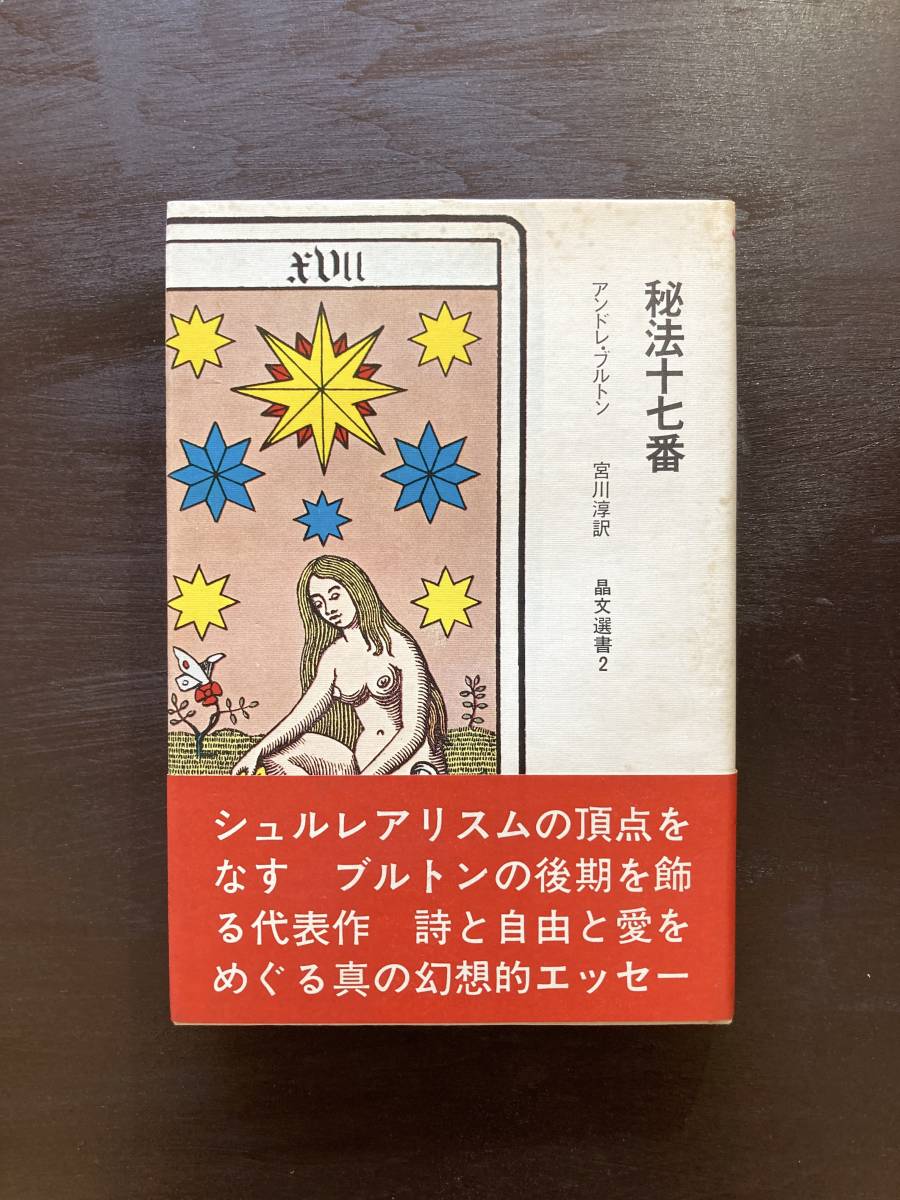 XVII
秘法十七番
アンドレ・ブルトン
宮川淳訳
晶文選書2
シュルレアリスムの頂点を
なす　ブルトンの後期を飾
る代表作　詩と自由と愛を
めぐる真の幻想的エッセー